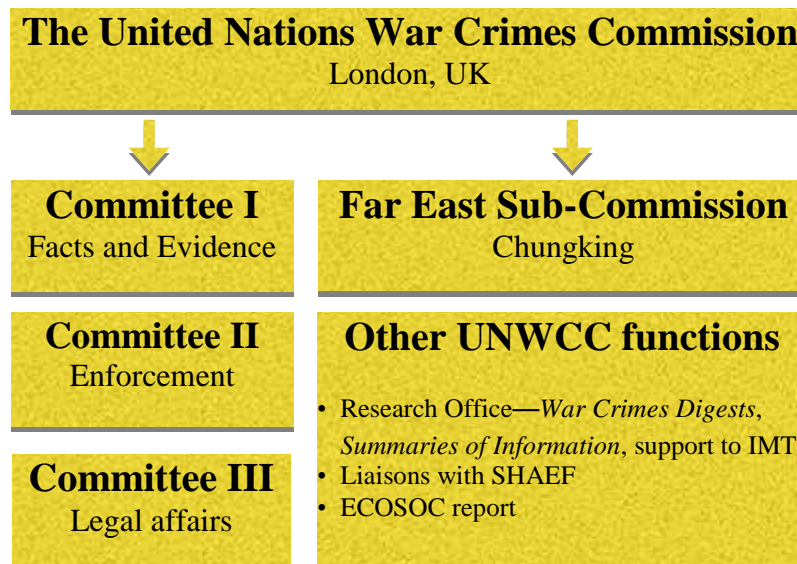 The United Nations War Crimes Commission
London, UK
Committee I
Facts and Evidence
Far East Sub-Commission
Chungking
Committee II
Enforcement
Committee III
Legal affairs
Other UNWCC functions
• Research Office—War Crimes Digests,
Summaries of Information, support to IMT
• Liaisons with SHAEF
• ECOSOC report